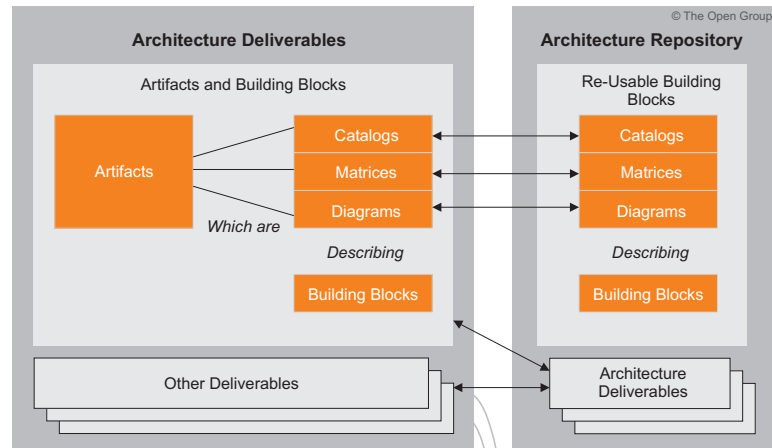 © The Open Group
Architecture Deliverables
Architecture Repository
Artifacts and Building Blocks
Artifacts
Which are
Catalogs
Matrices
Diagrams
Describing
Building Blocks
Re-Usable Building
Blocks
Catalogs
Matrices
Diagrams
Describing
Building Blocks
Other Deliverables
Architecture
Deliverables